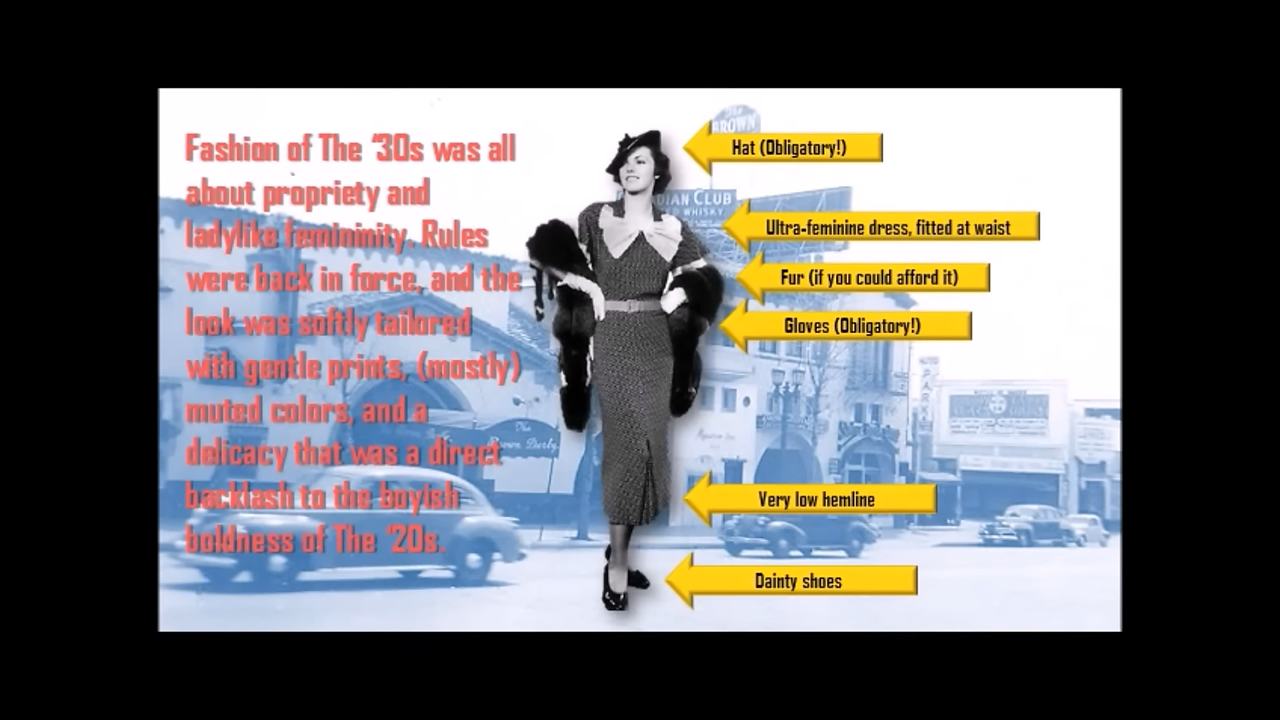 Fashion of The '30s was all
about propriety and
ladylike femininity. Rules
were back in force, and the
look was softly tailored
with gentle prints, (mostly)
muted colors, and a
delicacy that was a direct
backlash to the boyish
boldness of The '20s.
The
BROWN
Hat (Obligatory!)
DIAN CLUB
WHISKY
Ultra-feminine dress, fitted at waist
Fur (if you could afford it)
Gloves (Obligatory!)
The
Brown Derby
PARK
Very low hemline
Dainty shoes